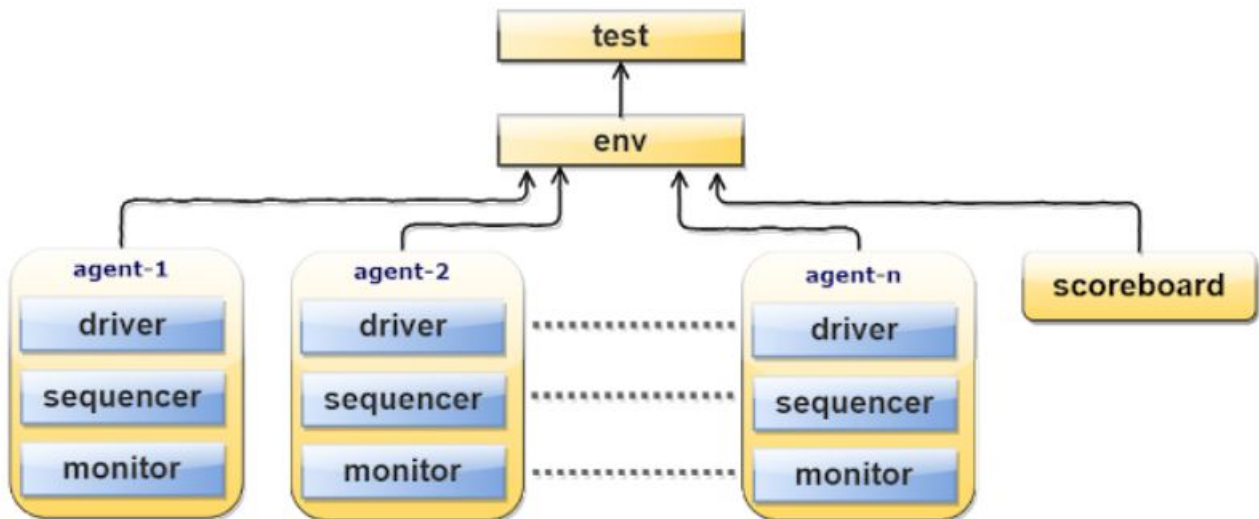 test
env
agent-1
driver
sequencer
monitor
agent-2
driver
sequencer
monitor
agent-n
driver
sequencer
monitor
scoreboard